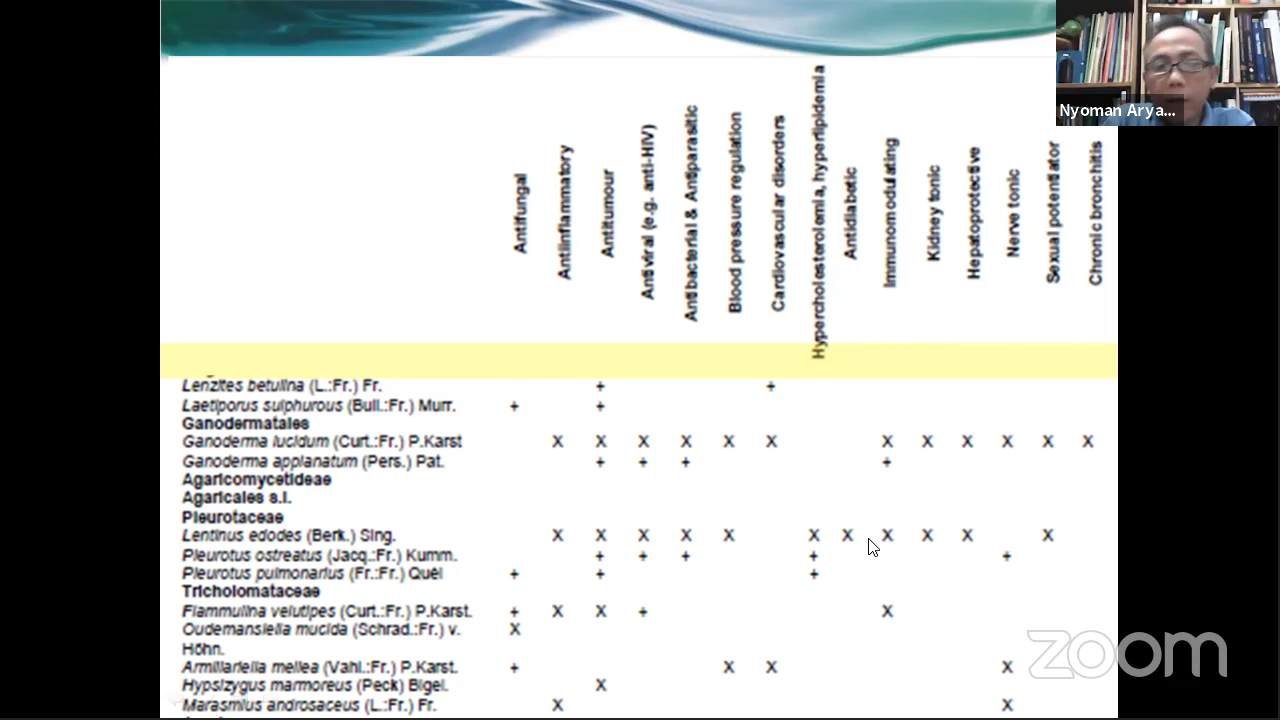 Nyoman Arya...
Antifungal
Antiinflammatory
Antitumour
Antiviral (e.g. anti-HIV)
Antibacterial & Antiparasitic
Blood pressure regulation
Cardiovascular disorders
Hypercholesterolemia, hyperlipidemia
Antidiabetic
Immunomodulating
Kidney tonic
Hepatoprotective
Nerve tonic
Sexual potentiator
Chronic bronchitis
Lenzites betulina (L.:Fr.) Fr. + +
Laetiporus sulphurous (Bull.:Fr.) Murr. + +
Ganodermatales
Ganoderma lucidum (Curt.:Fr.) P.Karst X X X X X X X X X X X X
Ganoderma applanatum (Pers.) Pat. + + + +
Agaricomycetideae
Agaricales s.l.
Pleurotaceae
Lentinus edodes (Berk.) Sing. X X X X X X X X X X X
Pleurotus ostreatus (Jacq.:Fr.) Kumm. + + + + +
Pleurotus pulmonarius (Fr.:Fr.) Quél + + +
Tricholomataceae
Flammulina velutipes (Curt.:Fr.) P.Karst. + X X + X
Oudemansiella mucida (Schrad.:Fr.) v. X
Höhn.
Armillariella mellea (Vahl.:Fr.) P.Karst. + X X X
Hypsizygus marmoreus (Peck) Bigel. X
Marasmius androsaceus (L.:Fr.) Fr. X X
zoom